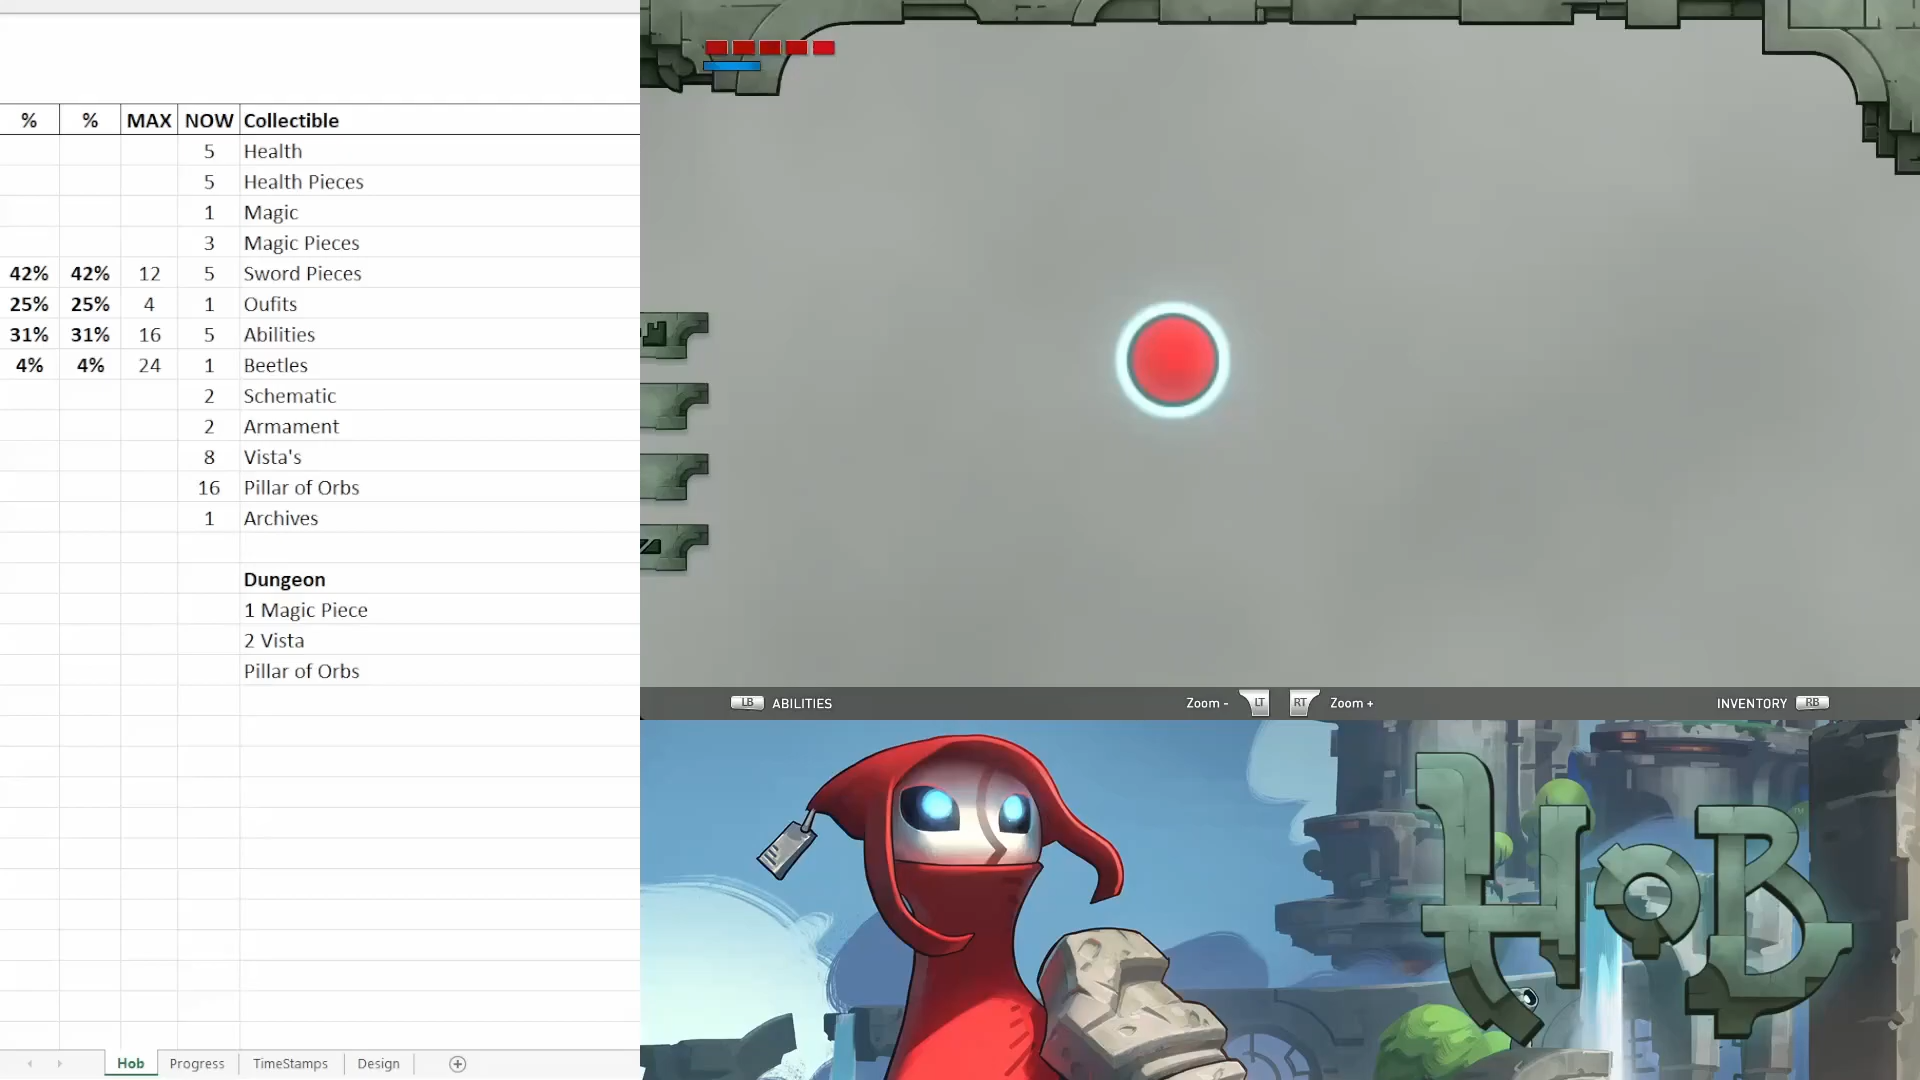 % % MAX NOW Collectible
5 Health
5 Health Pieces
1 Magic
3 Magic Pieces
42% 42% 12 5 Sword Pieces
25% 25% 4 1 Oufits
31% 31% 16 5 Abilities
4% 4% 24 1 Beetles
2 Schematic
2 Armament
8 Vista's
16 Pillar of Orbs
1 Archives
Dungeon
1 Magic Piece
2 Vista
Pillar of Orbs
Hob Progress TimeStamps Design
LB ABILITIES Zoom - LT RT Zoom + INVENTORY RB
HOB